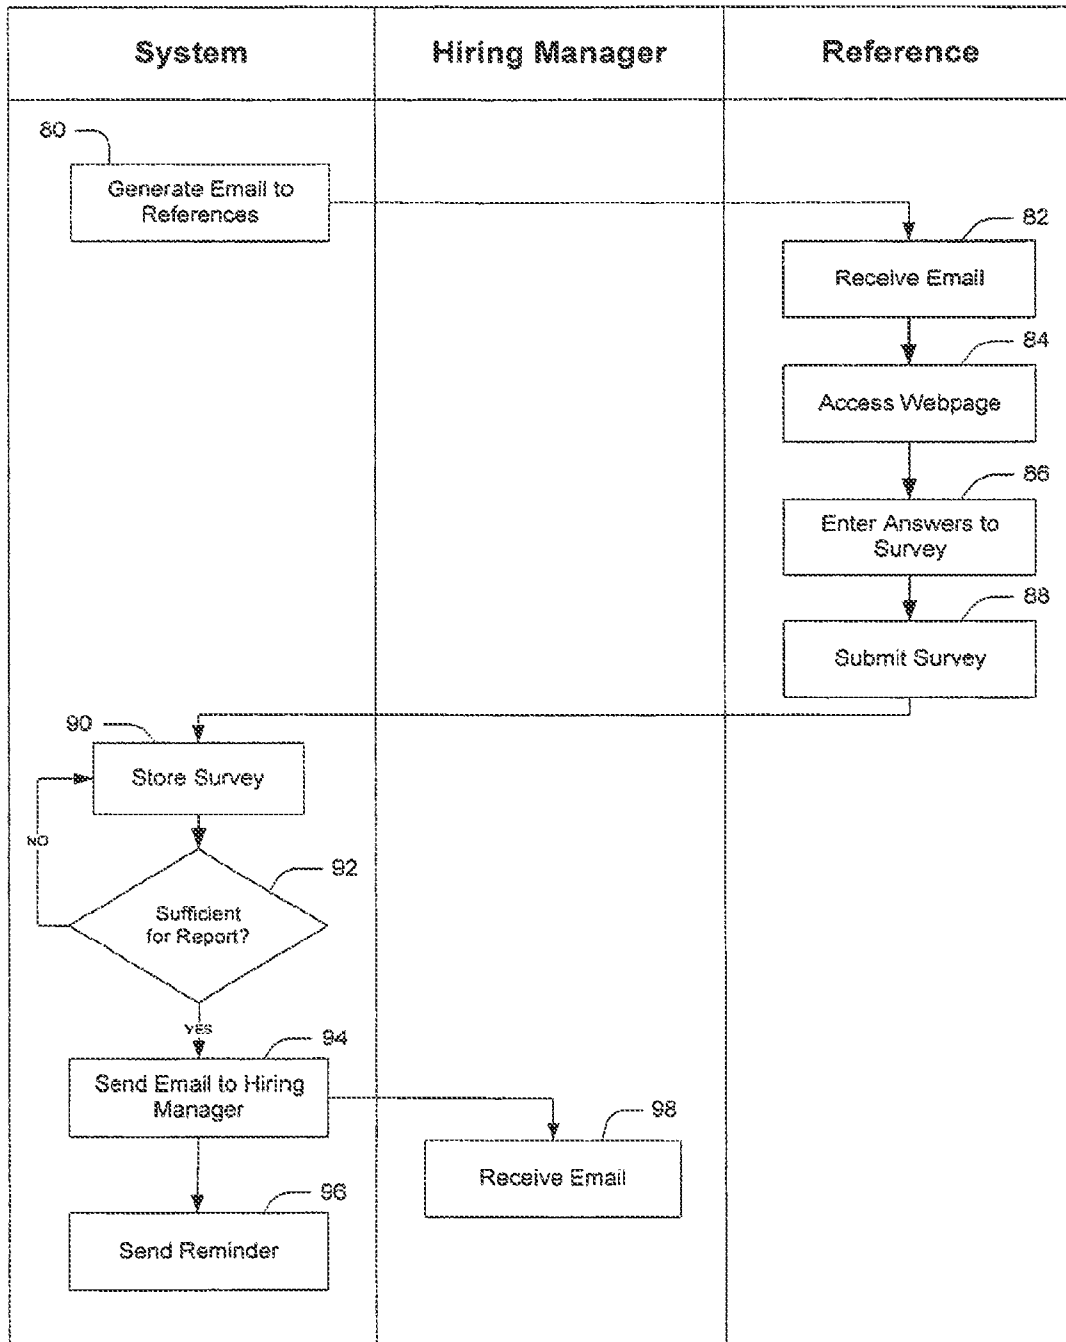 System
Hiring Manager
Reference
80
Generate Email to
References
82
Receive Email
84
Access Webpage
86
Enter Answers to
Survey
88
Submit Survey
90
Store Survey
NO
92
Sufficient
for Report?
YES
94
Send Email to Hiring
Manager
98
Receive Email
96
Send Reminder